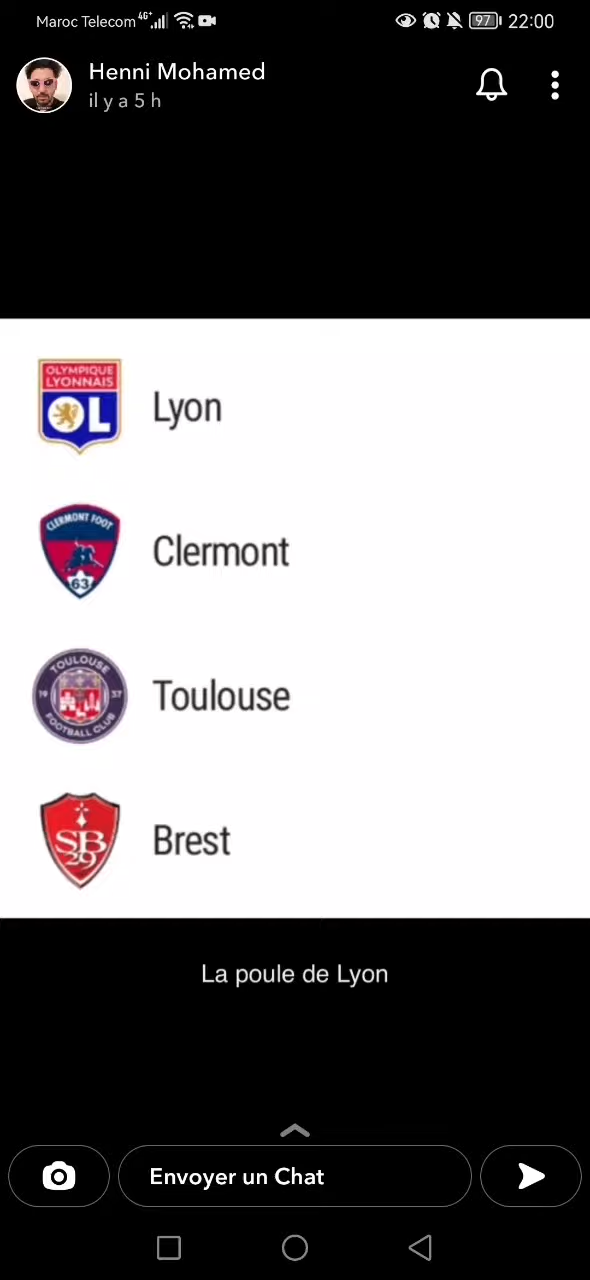 Maroc Telecom 4G+ 97 22:00
Henni Mohamed
il y a 5 h
OLYMPIQUE
LYONNAIS
OL
Lyon
CLERMONT FOOT
63
Clermont
TOULOUSE
19 37
FOOTBALL CLUB
Toulouse
SB
29
Brest
La poule de Lyon
Envoyer un Chat